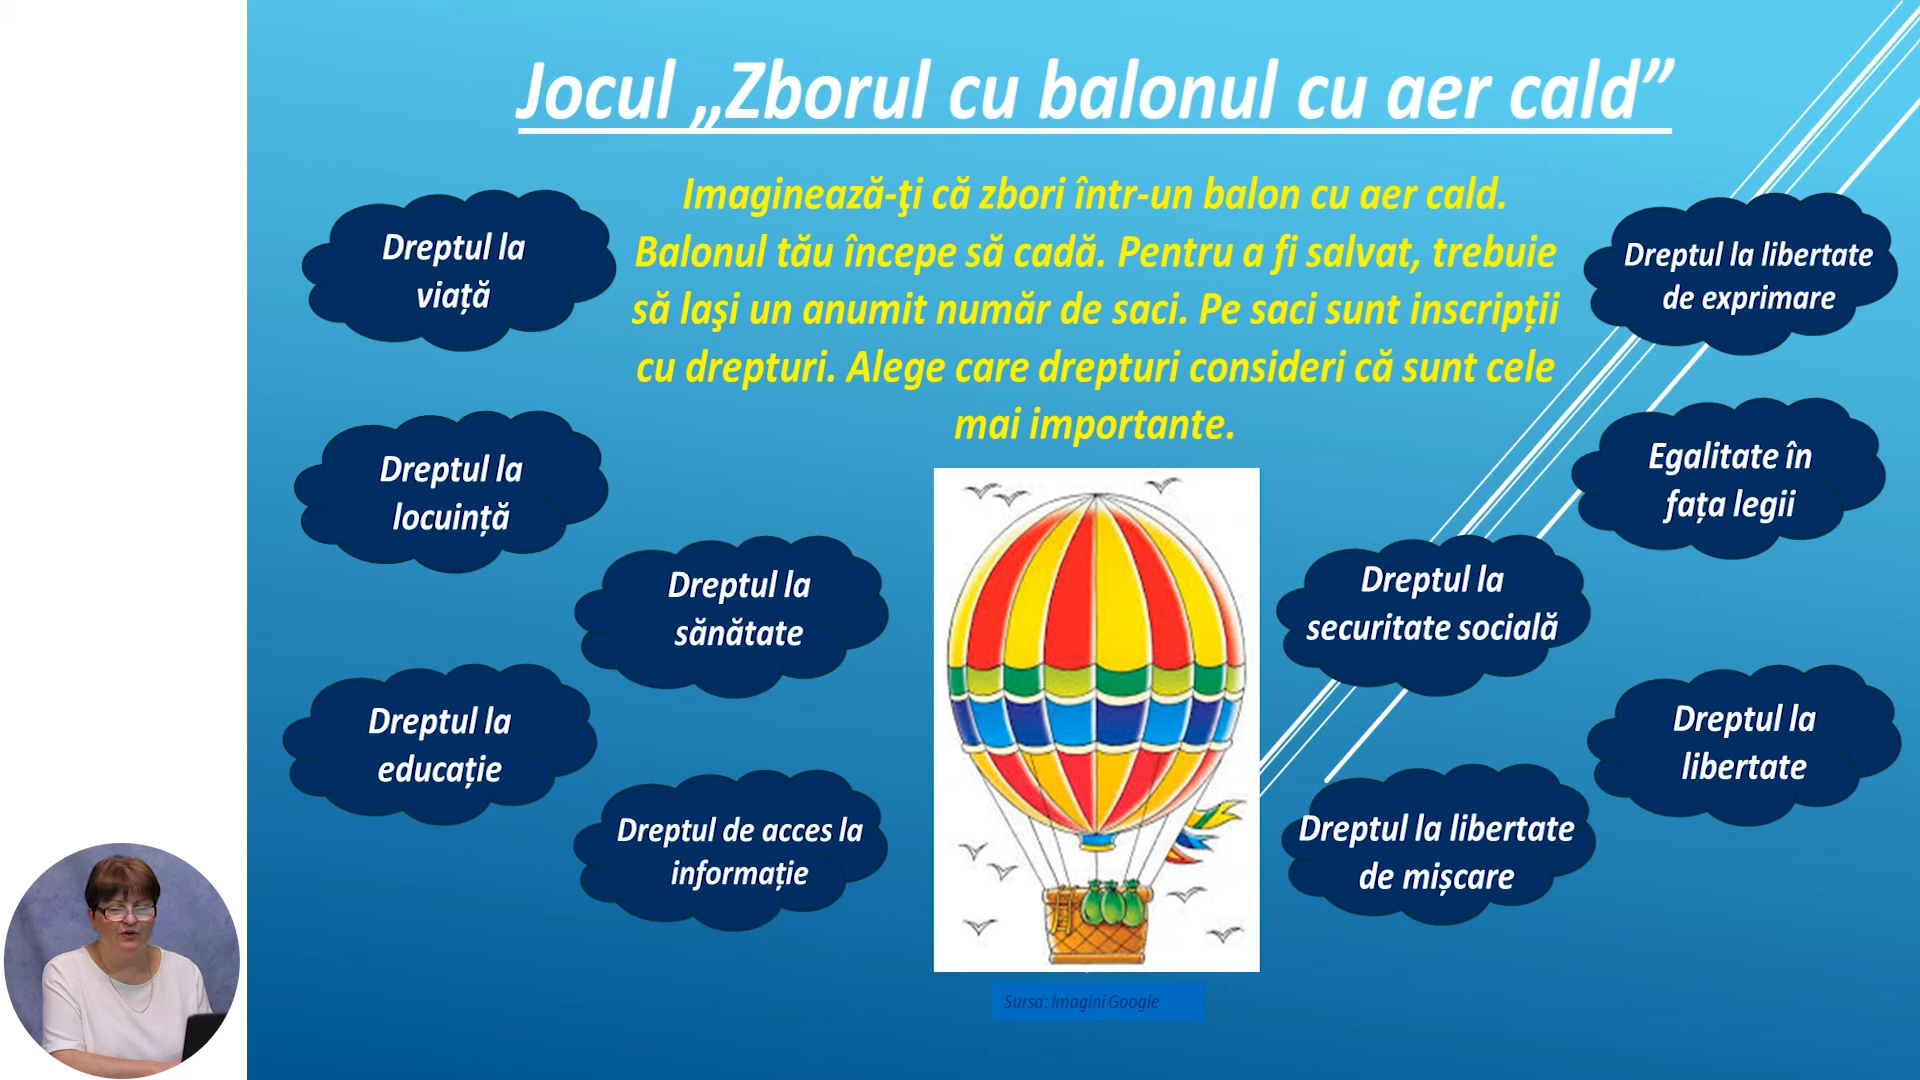 Jocul „Zborul cu balonul cu aer cald”
Imaginează-ţi că zbori într-un balon cu aer cald.
Balonul tău începe să cadă. Pentru a fi salvat, trebuie
să laşi un anumit număr de saci. Pe saci sunt inscripții
cu drepturi. Alege care drepturi consideri că sunt cele
mai importante.
Dreptul la
viață
Dreptul la
locuință
Dreptul la
sănătate
Dreptul la
educație
Dreptul de acces la
informație
Dreptul la libertate
de exprimare
Egalitate în
fața legii
Dreptul la
securitate socială
Dreptul la
libertate
Dreptul la libertate
de mișcare
Sursa: Imagini Google